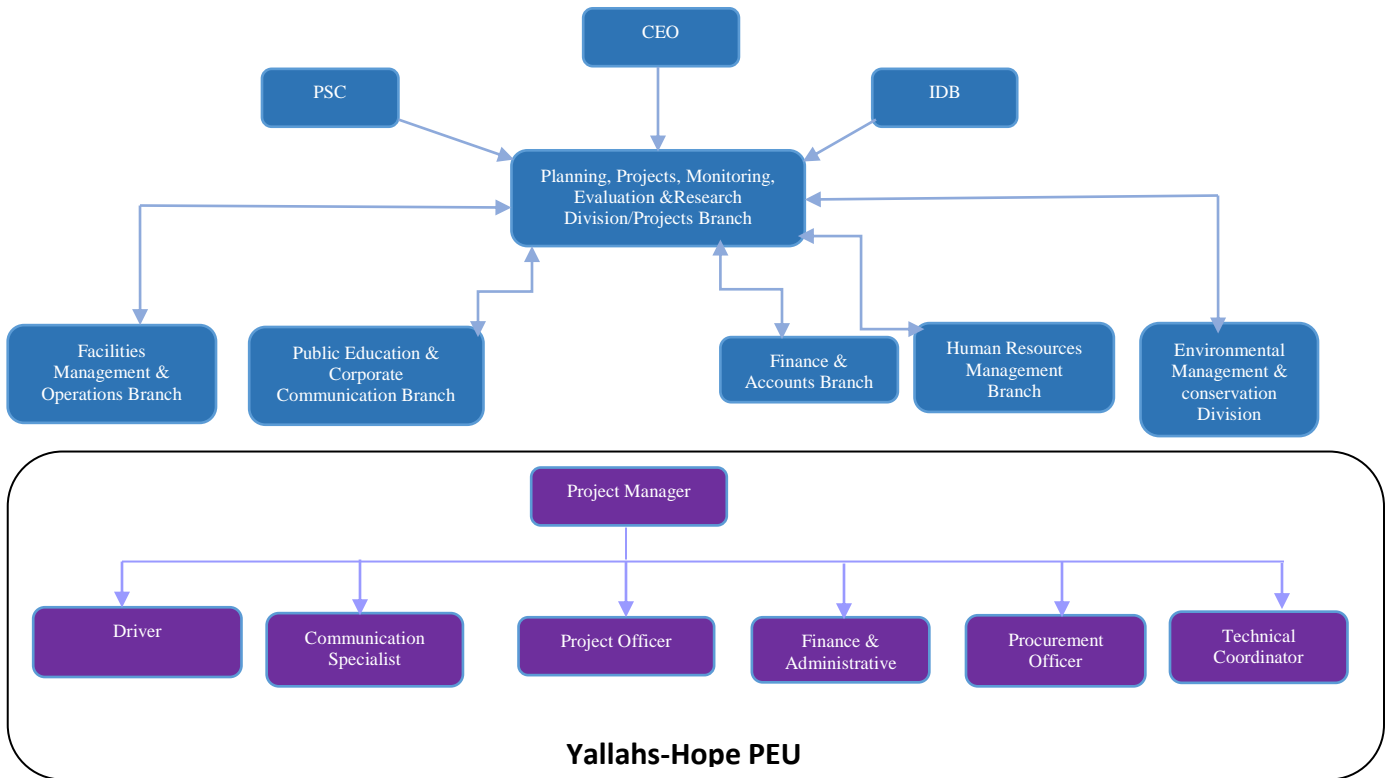 CEO
PSC
IDB
Planning, Projects, Monitoring,
Evaluation &Research
Division/Projects Branch
Facilities
Management &
Operations Branch
Public Education &
Corporate
Communication Branch
Finance &
Accounts Branch
Human Resources
Management
Branch
Environmental
Management &
conservation
Division
Project Manager
Driver
Communication
Specialist
Project Officer
Finance &
Administrative
Procurement
Officer
Technical
Coordinator
Yallahs-Hope PEU